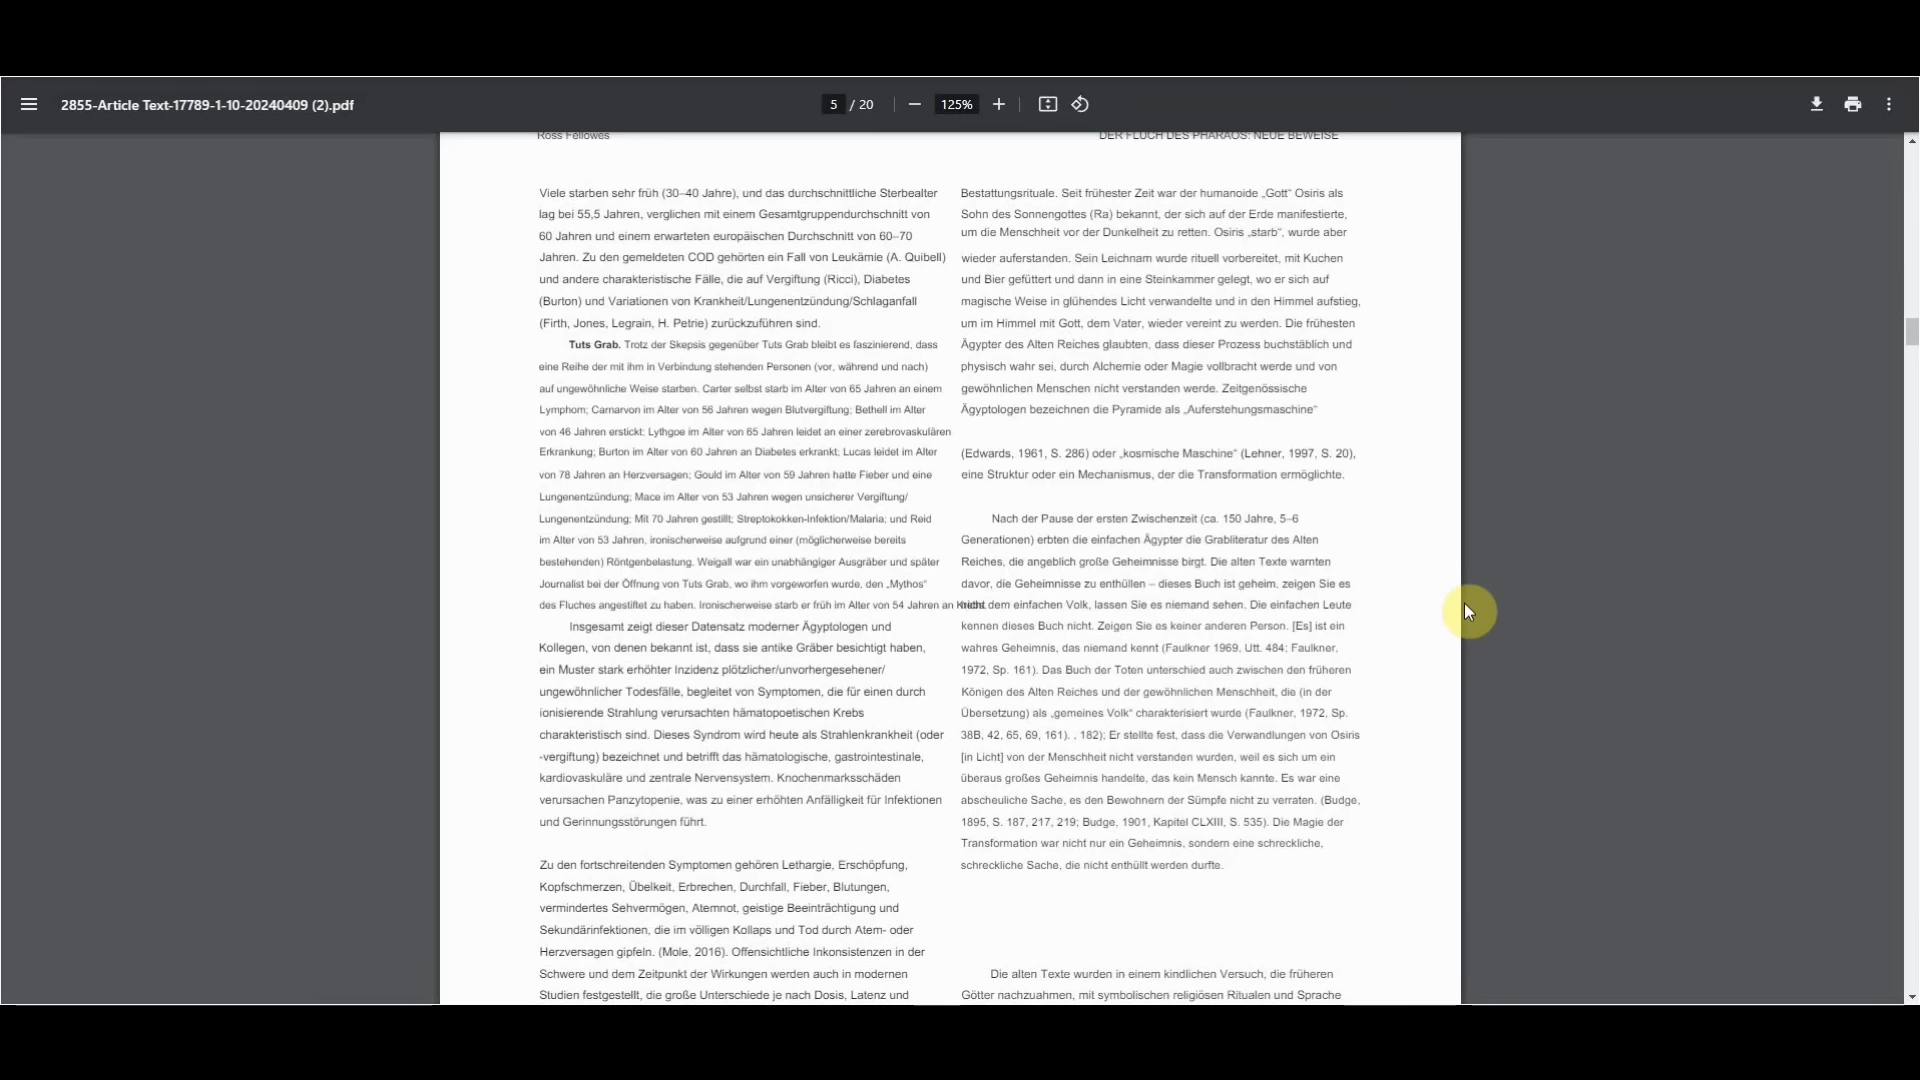 2855-Article Text-17789-1-10-20240409 (2).pdf
5 / 20
125%
Ross Fellowes
DER FLUCH DES PHARAOS: NEUE BEWEISE
Viele starben sehr früh (30–40 Jahre), und das durchschnittliche Sterbealter
lag bei 55,5 Jahren, verglichen mit einem Gesamtgruppendurchschnitt von
60 Jahren und einem erwarteten europäischen Durchschnitt von 60–70
Jahren. Zu den gemeldeten COD gehörten ein Fall von Leukämie (A. Quibell)
und andere charakteristische Fälle, die auf Vergiftung (Ricci), Diabetes
(Burton) und Variationen von Krankheit/Lungenentzündung/Schlaganfall
(Firth, Jones, Legrain, H. Petrie) zurückzuführen sind.
Tuts Grab. Trotz der Skepsis gegenüber Tuts Grab bleibt es faszinierend, dass
eine Reihe der mit ihm in Verbindung stehenden Personen (vor, während und nach)
auf ungewöhnliche Weise starben. Carter selbst starb im Alter von 65 Jahren an einem
Lymphom; Carnarvon im Alter von 56 Jahren wegen Blutvergiftung; Bethell im Alter
von 46 Jahren erstickt; Lythgoe im Alter von 65 Jahren leidet an einer zerebrovaskulären
Erkrankung; Burton im Alter von 60 Jahren an Diabetes erkrankt; Lucas leidet im Alter
von 78 Jahren an Herzversagen; Gould im Alter von 59 Jahren hatte Fieber und eine
Lungenentzündung; Mace im Alter von 53 Jahren wegen unsicherer Vergiftung/
Lungenentzündung; Mit 70 Jahren gestillt; Streptokokken-Infektion/Malaria; und Reid
im Alter von 53 Jahren, ironischerweise aufgrund einer (möglicherweise bereits
bestehenden) Röntgenbelastung. Weigall war ein unabhängiger Ausgräber und später
Journalist bei der Öffnung von Tuts Grab, wo ihm vorgeworfen wurde, den „Mythos“
des Fluches angestiftet zu haben. Ironischerweise starb er früh im Alter von 54 Jahren an
Insgesamt zeigt dieser Datensatz moderner Ägyptologen und
Kollegen, von denen bekannt ist, dass sie antike Gräber besichtigt haben,
ein Muster stark erhöhter Inzidenz plötzlicher/unvorhergesehener/
ungewöhnlicher Todesfälle, begleitet von Symptomen, die für einen durch
ionisierende Strahlung verursachten hämatopoetischen Krebs
charakteristisch sind. Dieses Syndrom wird heute als Strahlenkrankheit (oder
-vergiftung) bezeichnet und betrifft das hämatologische, gastrointestinale,
kardiovaskuläre und zentrale Nervensystem. Knochenmarksschäden
verursachen Panzytopenie, was zu einer erhöhten Anfälligkeit für Infektionen
und Gerinnungsstörungen führt.
Zu den fortschreitenden Symptomen gehören Lethargie, Erschöpfung,
Kopfschmerzen, Übelkeit, Erbrechen, Durchfall, Fieber, Blutungen,
vermindertes Sehvermögen, Atemnot, geistige Beeinträchtigung und
Sekundärinfektionen, die im völligen Kollaps und Tod durch Atem- oder
Herzversagen gipfeln. (Mole, 2016). Offensichtliche Inkonsistenzen in der
Schwere und dem Zeitpunkt der Wirkungen werden auch in modernen
Studien festgestellt, die große Unterschiede je nach Dosis, Latenz und
Bestattungsrituale. Seit frühester Zeit war der humanoide „Gott“ Osiris als
Sohn des Sonnengottes (Ra) bekannt, der sich auf der Erde manifestierte,
um die Menschheit vor der Dunkelheit zu retten. Osiris „starb“, wurde aber
wieder auferstanden. Sein Leichnam wurde rituell vorbereitet, mit Kuchen
und Bier gefüttert und dann in eine Steinkammer gelegt, wo er sich auf
magische Weise in glühendes Licht verwandelte und in den Himmel aufstieg,
um im Himmel mit Gott, dem Vater, wieder vereint zu werden. Die frühesten
Ägypter des Alten Reiches glaubten, dass dieser Prozess buchstäblich und
physisch wahr sei, durch Alchemie oder Magie vollbracht werde und von
gewöhnlichen Menschen nicht verstanden werde. Zeitgenössische
Ägyptologen bezeichnen die Pyramide als „Auferstehungsmaschine“
(Edwards, 1961, S. 286) oder „kosmische Maschine“ (Lehner, 1997, S. 20),
eine Struktur oder ein Mechanismus, der die Transformation ermöglichte.
Nach der Pause der ersten Zwischenzeit (ca. 150 Jahre, 5–6
Generationen) erbten die einfachen Ägypter die Grabliteratur des Alten
Reiches, die angeblich große Geheimnisse birgt. Die alten Texte warnten
davor, die Geheimnisse zu enthüllen – dieses Buch ist geheim, zeigen Sie es
dem einfachen Volk, lassen Sie es niemand sehen. Die einfachen Leute
kennen dieses Buch nicht. Zeigen Sie es keiner anderen Person. [Es] ist ein
wahres Geheimnis, das niemand kennt (Faulkner 1969, Utt. 484; Faulkner,
1972, Sp. 161). Das Buch der Toten unterschied auch zwischen den früheren
Königen des Alten Reiches und der gewöhnlichen Menschheit, die (in der
Übersetzung) als „gemeines Volk“ charakterisiert wurde (Faulkner, 1972, Sp.
38B, 42, 65, 69, 161). , 182); Er stellte fest, dass die Verwandlungen von Osiris
[in Licht] von der Menschheit nicht verstanden wurden, weil es sich um ein
überaus großes Geheimnis handelte, das kein Mensch kannte. Es war eine
abscheuliche Sache, es den Bewohnern der Sümpfe nicht zu verraten. (Budge,
1895, S. 187, 217, 219; Budge, 1901, Kapitel CLXIII, S. 535). Die Magie der
Transformation war nicht nur ein Geheimnis, sondern eine schreckliche,
schreckliche Sache, die nicht enthüllt werden durfte.
Die alten Texte wurden in einem kindlichen Versuch, die früheren
Götter nachzuahmen, mit symbolischen religiösen Ritualen und Sprache